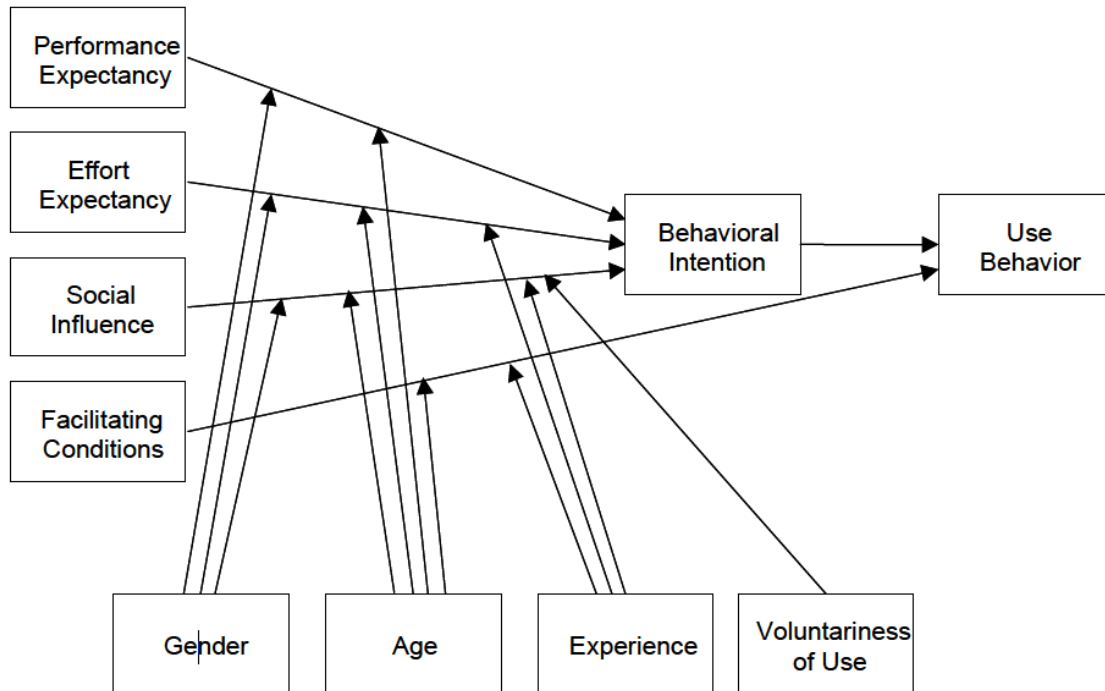 Performance
Expectancy
Effort
Expectancy
Social
Influence
Facilitating
Conditions
Behavioral
Intention
Use
Behavior
Gender
Age
Experience
Voluntariness
of Use